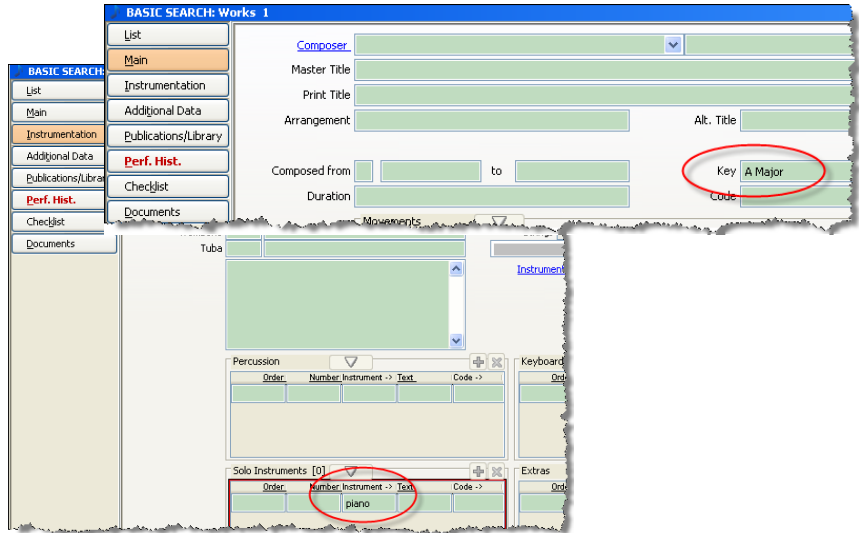 BASIC SEARCH: Works 1
List
Main
Instrumentation
Additional Data
Publications/Library
Perf. Hist.
Checklist
Documents
Composer
Master Title
Print Title
Arrangement
Alt. Title
Composed from
to
Key A Major
Duration
Code
Movements
BASIC SEARCH:
List
Main
Instrumentation
Additional Data
Publications/Librar
Perf. Hist.
Checklist
Documents
Tuba
Instrument
Percussion
Order Number Instrument -> Text Code ->
Keyboard
Orde
Solo Instruments [0]
Order Number Instrument -> Text Code ->
piano
Extras
Orde